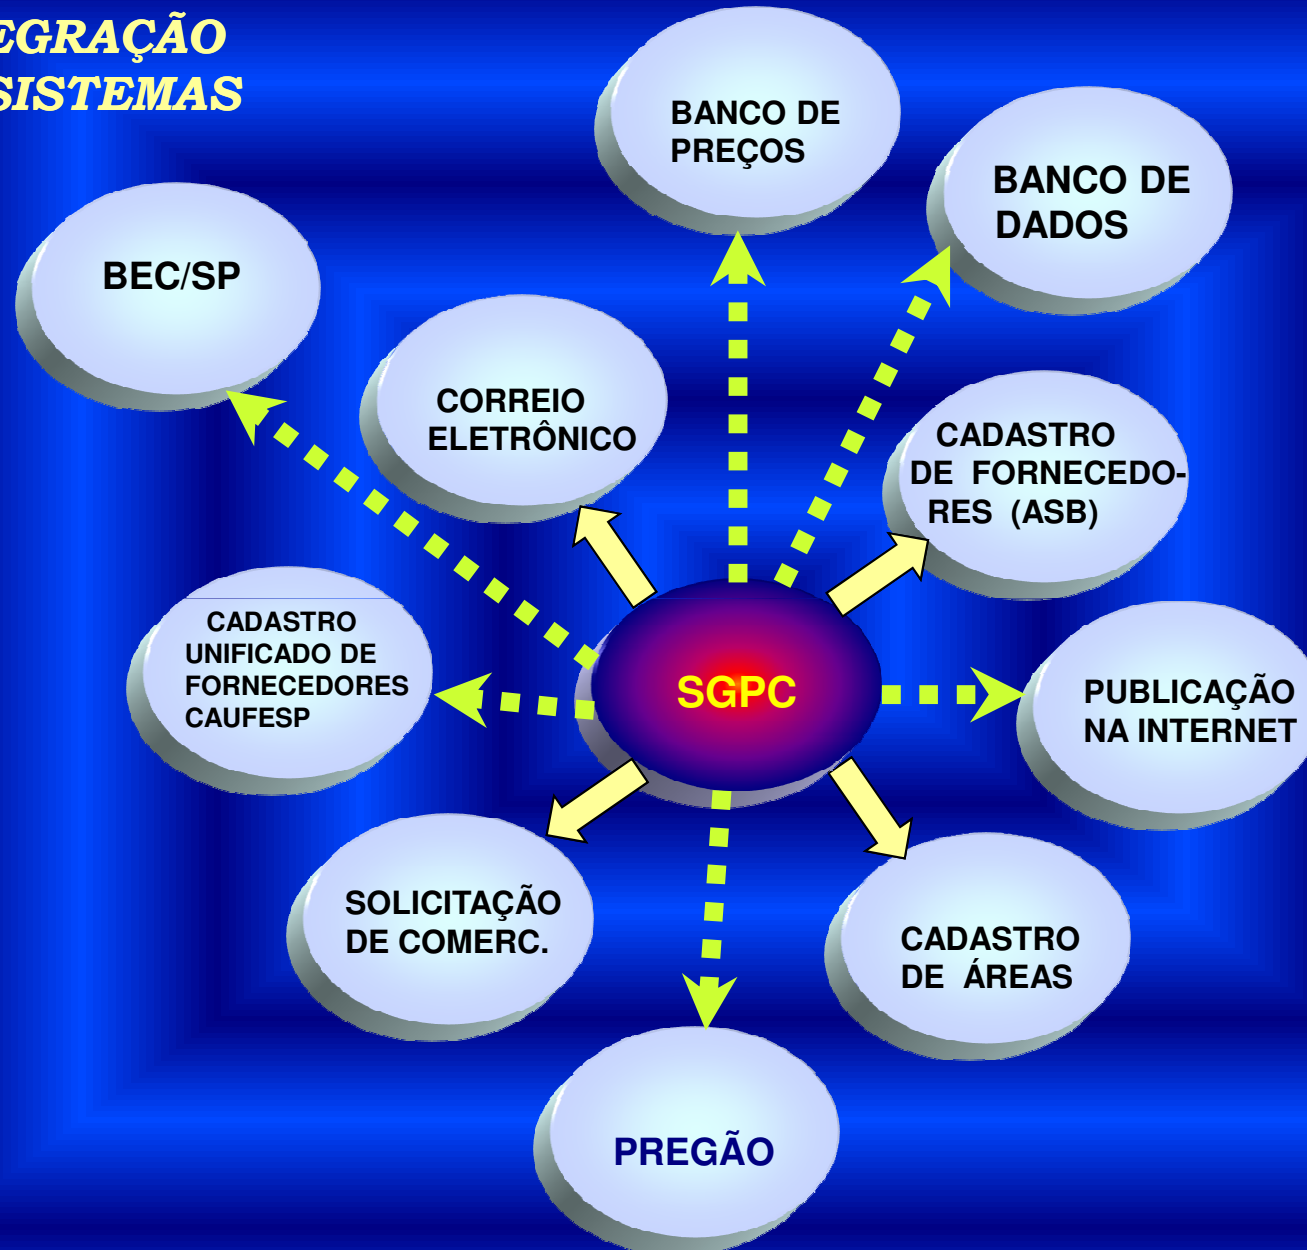 EGRAÇÃO
SISTEMAS
BANCO DE
PREÇOS
BANCO DE
DADOS
BEC/SP
CORREIO
ELETRÔNICO
CADASTRO
DE FORNECEDO-
RES (ASB)
CADASTRO
UNIFICADO DE
FORNECEDORES
CAUFESP
SGPC
PUBLICAÇÃO
NA INTERNET
SOLICITAÇÃO
DE COMERC.
CADASTRO
DE ÁREAS
PREGÃO